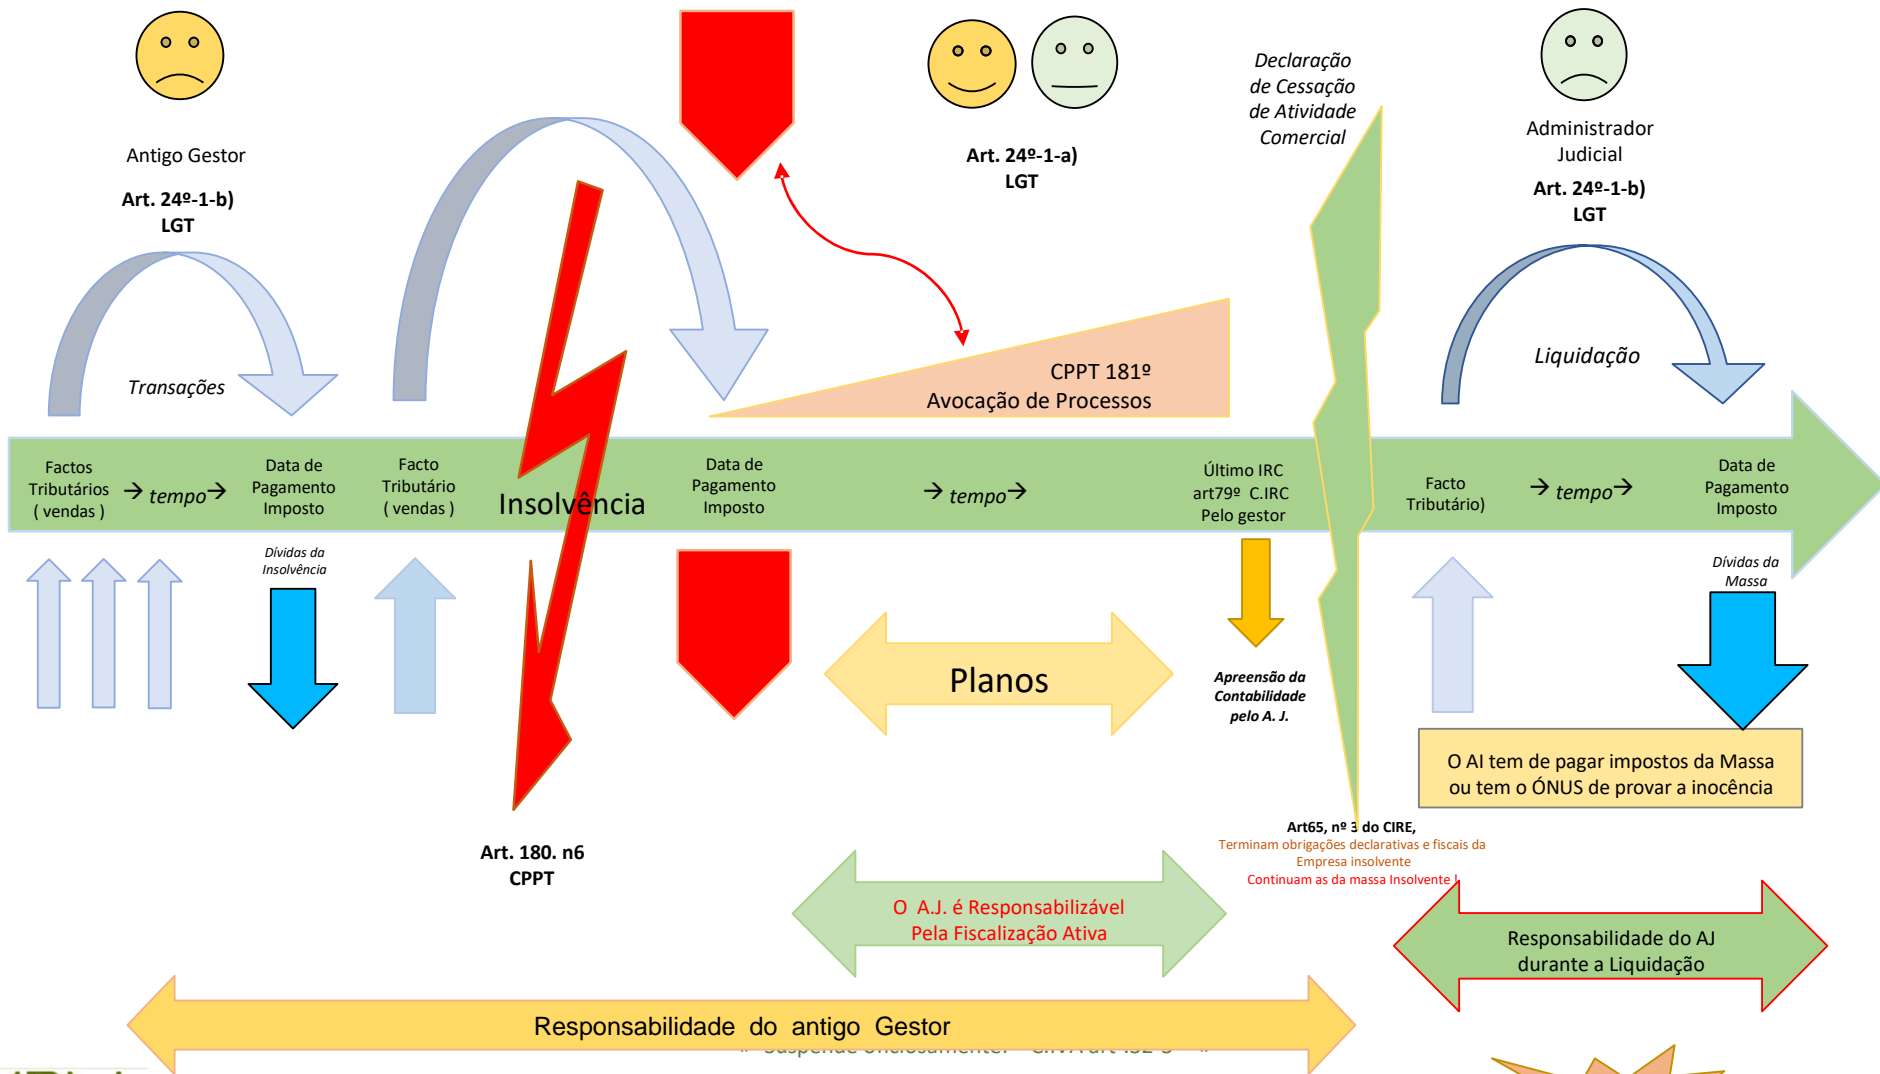 Antigo Gestor
Art. 24º-1-b)
LGT
Art. 24º-1-a)
LGT
Declaração
de Cessação
de Atividade
Comercial
Administrador
Judicial
Art. 24º-1-b)
LGT
Transações
CPPT 181º
Avocação de Processos
Liquidação
Factos
Tributários
( vendas )
→ tempo→
Data de
Pagamento
Imposto
Facto
Tributário
( vendas )
Insolvência
Data de
Pagamento
Imposto
→ tempo→
Último IRC
art79º C.IRC
Pelo gestor
Facto
Tributário)
→ tempo→
Data de
Pagamento
Imposto
Dívidas da
Insolvência
Dívidas da
Massa
Planos
Apreensão da
Contabilidade
pelo A. J.
O AI tem de pagar impostos da Massa
ou tem o ÓNUS de provar a inocência
Art. 180. n6
CPPT
Art65, nº 3 do CIRE,
Terminam obrigações declarativas e fiscais da
Empresa insolvente
Continuam as da massa Insolvente !
O A.J. é Responsabilizável
Pela Fiscalização Ativa
Responsabilidade do AJ
durante a Liquidação
Responsabilidade do antigo Gestor